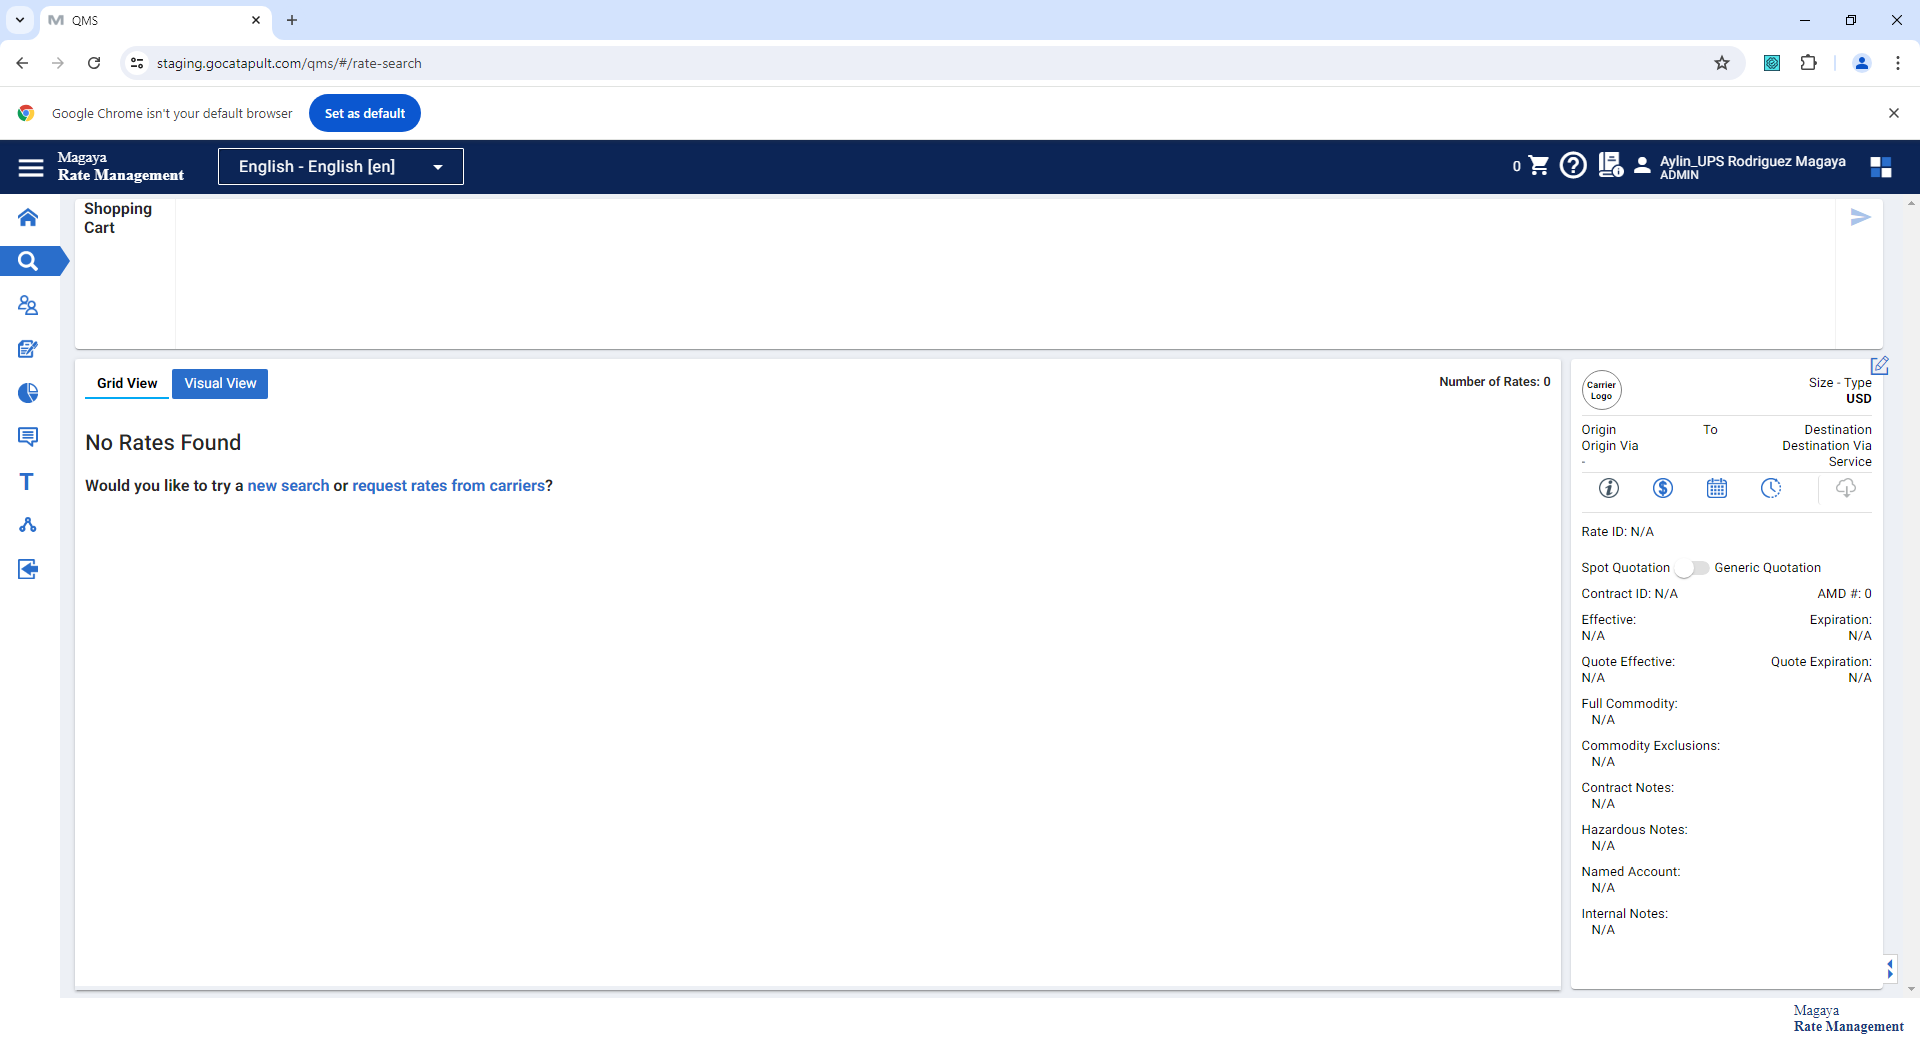 QMS
staging.gocatapult.com/qms/#/rate-search
Google Chrome isn't your default browser
Set as default
Magaya
Rate Management
English - English [en]
0
Aylin_UPS Rodriguez Magaya
ADMIN
Shopping
Cart
Grid View
Visual View
Number of Rates: 0
No Rates Found
Would you like to try a new search or request rates from carriers?
Carrier
Logo
Size - Type
USD
Origin To Destination
Origin Via Destination Via
- Service
Rate ID: N/A
Spot Quotation Generic Quotation
Contract ID: N/A AMD #: 0
Effective: Expiration:
N/A N/A
Quote Effective: Quote Expiration:
N/A N/A
Full Commodity:
N/A
Commodity Exclusions:
N/A
Contract Notes:
N/A
Hazardous Notes:
N/A
Named Account:
N/A
Internal Notes:
N/A
T
Magaya
Rate Management